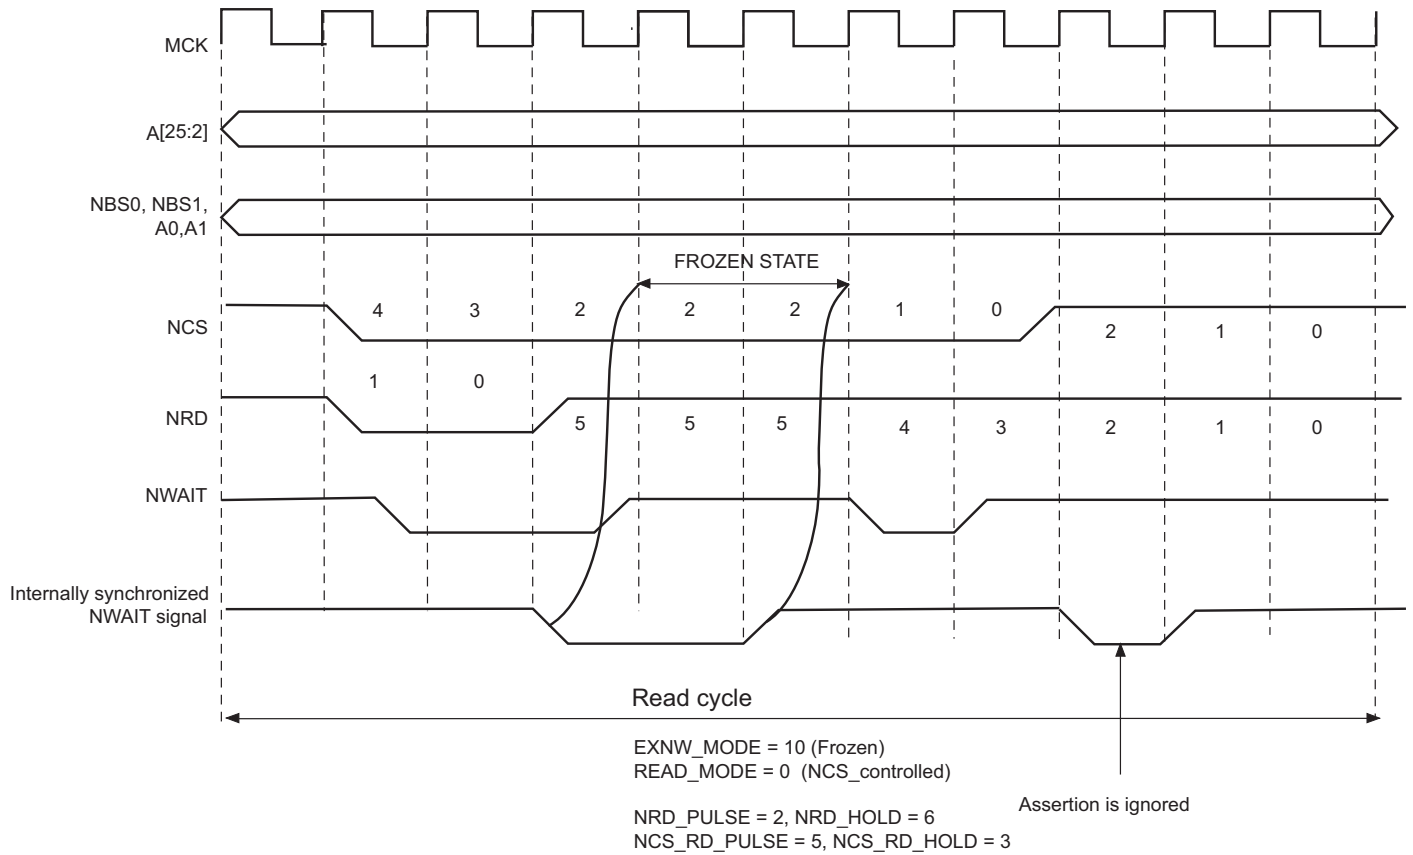 MCK
A[25:2]
NBS0, NBS1,
A0,A1
FROZEN STATE
NCS
4 3 2 2 2 1 0
2 1 0
1 0
NRD
5 5 5 4 3 2 1 0
NWAIT
Internally synchronized
NWAIT signal
Read cycle
EXNW_MODE = 10 (Frozen)
READ_MODE = 0 (NCS_controlled)
Assertion is ignored
NRD_PULSE = 2, NRD_HOLD = 6
NCS_RD_PULSE = 5, NCS_RD_HOLD = 3